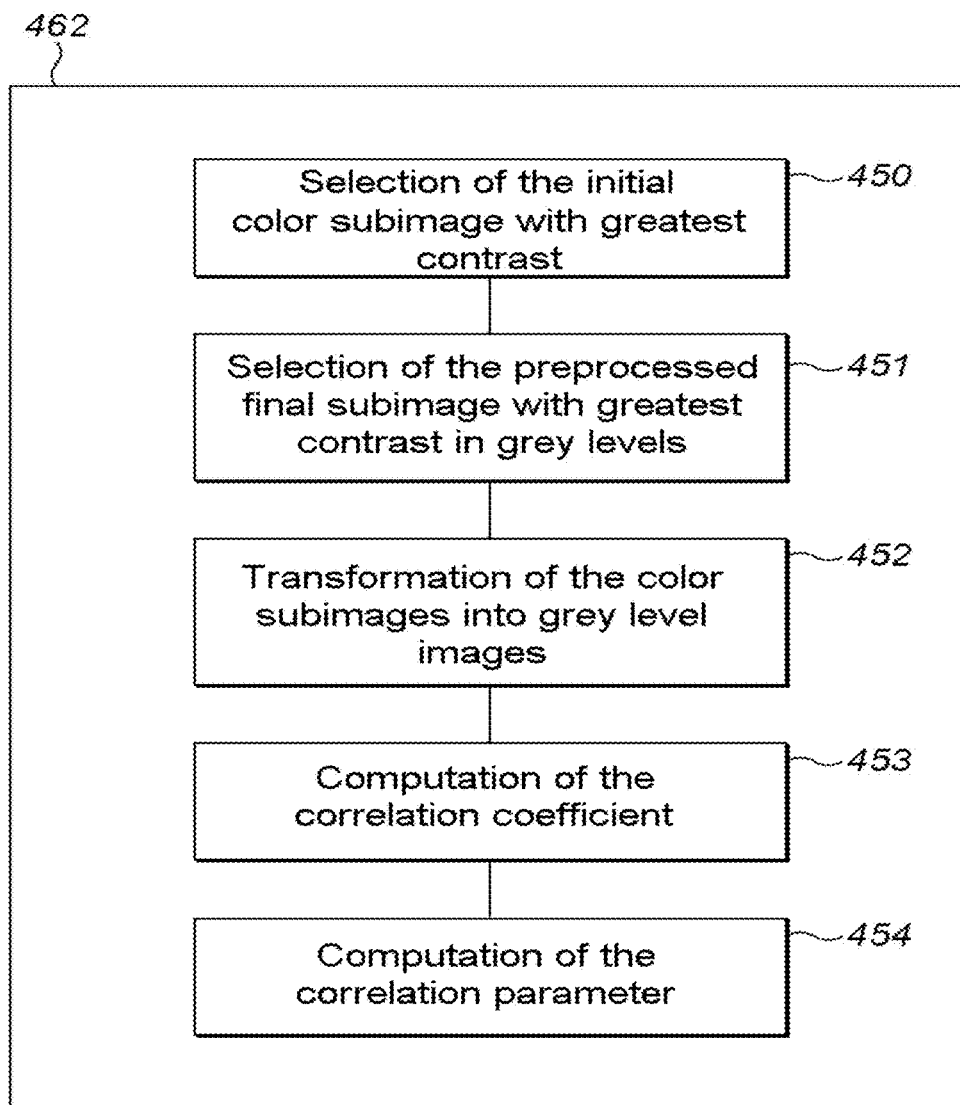 462
Selection of the initial
color subimage with greatest
contrast
450
Selection of the preprocessed
final subimage with greatest
contrast in grey levels
451
Transformation of the color
subimages into grey level
images
452
Computation of the
correlation coefficient
453
Computation of the
correlation parameter
454